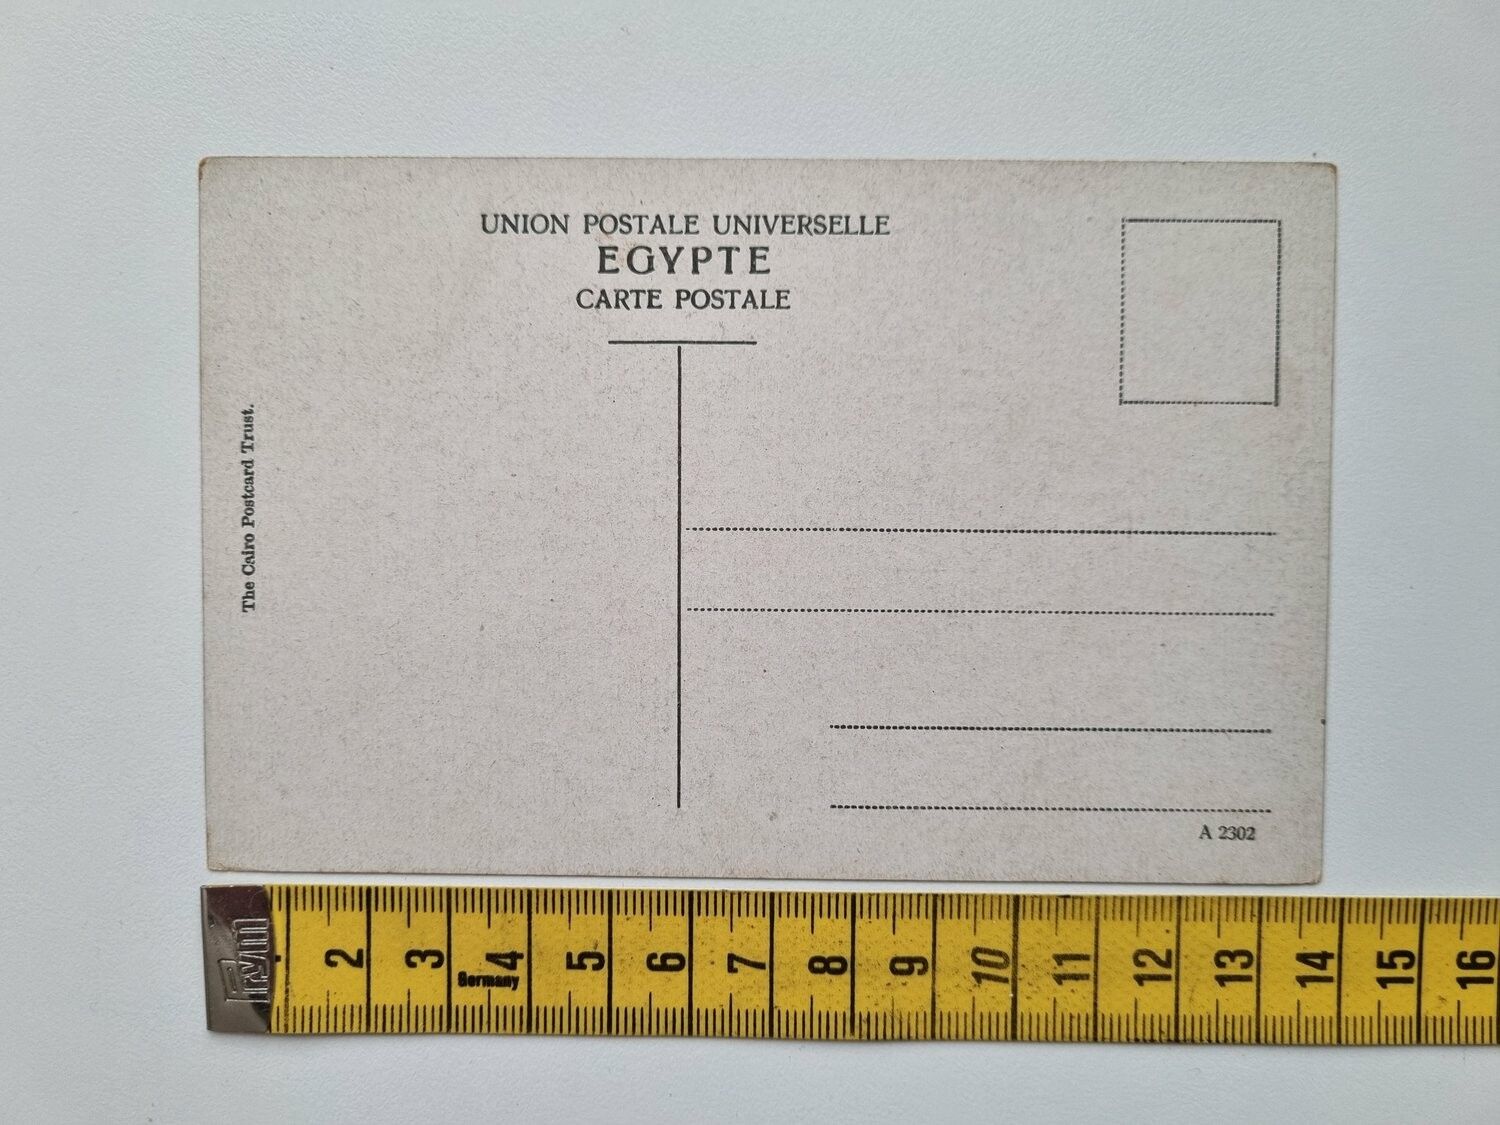 UNION POSTALE UNIVERSELLE
EGYPTE
CARTE POSTALE
The Cairo Postcard Trust.
A 2302
Prym
2 3 4 5 6 7 8 9 10 11 12 13 14 15 16
Germany